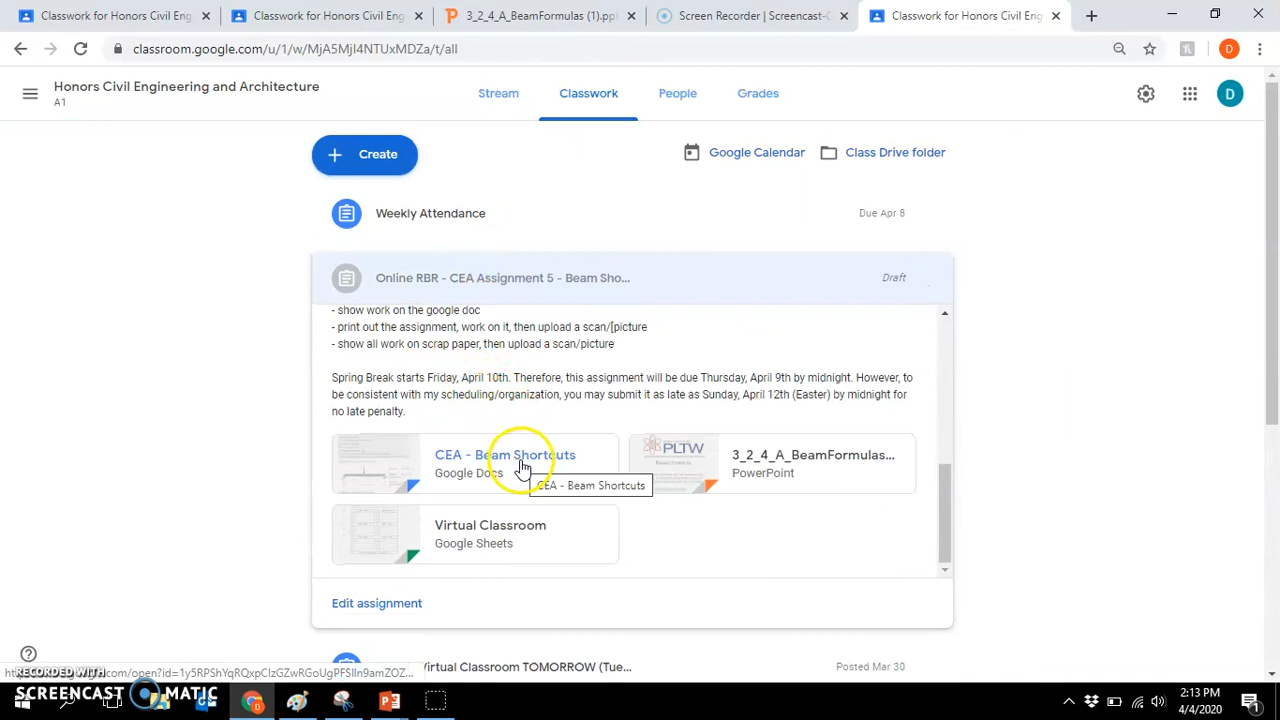 Classwork for Honors Civil Eng
Classwork for Honors Civil Eng
3_2_4_A_BeamFormulas (1).pp
Screen Recorder | Screencast-O
Classwork for Honors Civil Eng
classroom.google.com/u/1/w/MjA5MjI4NTUxMDZa/t/all
D
Honors Civil Engineering and Architecture
A1
Stream
Classwork
People
Grades
D
Create
Google Calendar
Class Drive folder
Weekly Attendance
Due Apr 8
Online RBR - CEA Assignment 5 - Beam Sho...
Draft
- show work on the google doc
- print out the assignment, work on it, then upload a scan/[picture
- show all work on scrap paper, then upload a scan/picture
Spring Break starts Friday, April 10th. Therefore, this assignment will be due Thursday, April 9th by midnight. However, to
be consistent with my scheduling/organization, you may submit it as late as Sunday, April 12th (Easter) by midnight for
no late penalty.
CEA - Beam Shortcuts
Google Docs
CEA - Beam Shortcuts
PLTW
3_2_4_A_BeamFormulas...
PowerPoint
Virtual Classroom
Google Sheets
Edit assignment
Virtual Classroom TOMORROW (Tue...
Posted Mar 30
RECORDED WITH
SCREENCAST MATIC
2:13 PM
4/4/2020